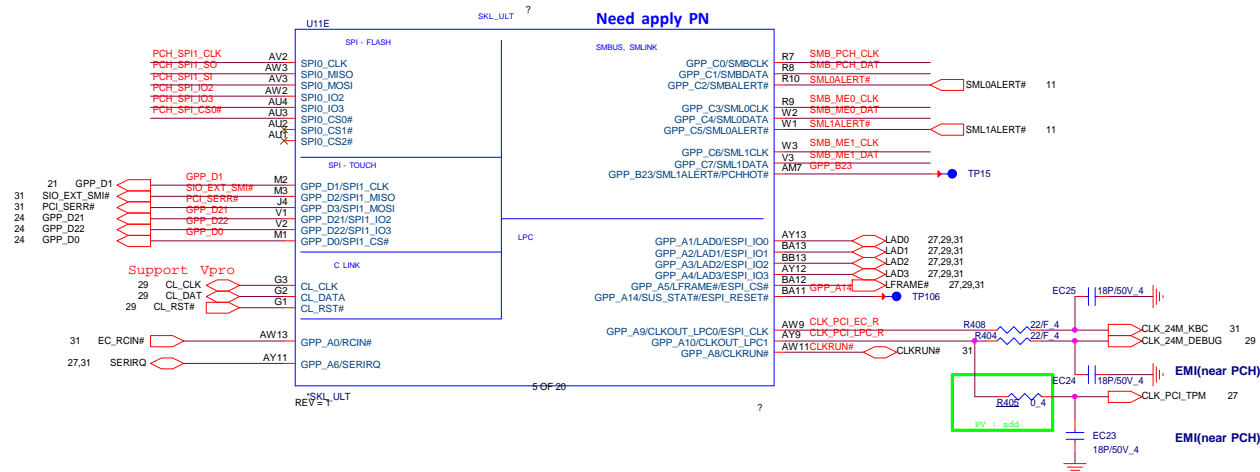 SKL_ULT
?
Need apply PN
U11E
SPI - FLASH
SMBUS, SMLINK
PCH_SPI1_CLK AV2 SPI0_CLK
PCH_SPI1_SO AW3 SPI0_MISO
PCH_SPI1_SI AV3 SPI0_MOSI
PCH_SPI_IO2 AW2 SPI0_IO2
PCH_SPI_IO3 AU4 SPI0_IO3
PCH_SPI_CS0# AU3 SPI0_CS0#
AU2 SPI0_CS1#
AU1 SPI0_CS2#
GPP_C0/SMBCLK R7 SMB_PCH_CLK
GPP_C1/SMBDATA R8 SMB_PCH_DAT
GPP_C2/SMBALERT# R10 SML0ALERT# SML0ALERT# 11
GPP_C3/SML0CLK R9 SMB_ME0_CLK
GPP_C4/SML0DATA W2 SMB_ME0_DAT
GPP_C5/SML0ALERT# W1 SML1ALERT# SML1ALERT# 11
GPP_C6/SML1CLK W3 SMB_ME1_CLK
GPP_C7/SML1DATA V3 SMB_ME1_DAT
GPP_B23/SML1ALERT#/PCHHOT# AM7 GPP_B23 TP15
SPI - TOUCH
21 GPP_D1 GPP_D1 M2 GPP_D1/SPI1_CLK
31 SIO_EXT_SMI# SIO_EXT_SMI# M3 GPP_D2/SPI1_MISO
31 PCI_SERR# PCI_SERR# J4 GPP_D3/SPI1_MOSI
24 GPP_D21 GPP_D21 V1 GPP_D21/SPI1_IO2
24 GPP_D22 GPP_D22 V2 GPP_D22/SPI1_IO3
24 GPP_D0 GPP_D0 M1 GPP_D0/SPI1_CS#
LPC
GPP_A1/LAD0/ESPI_IO0 AY13 LAD0 27,29,31
GPP_A2/LAD1/ESPI_IO1 BA13 LAD1 27,29,31
GPP_A3/LAD2/ESPI_IO2 BB13 LAD2 27,29,31
GPP_A4/LAD3/ESPI_IO3 AY12 LAD3 27,29,31
GPP_A5/LFRAME#/ESPI_CS# BA12 LFRAME# 27,29,31
GPP_A14/SUS_STAT#/ESPI_RESET# BA11 GPP_A14 TP106
Support Vpro
C LINK
29 CL_CLK G3 CL_CLK
29 CL_DAT G2 CL_DATA
29 CL_RST# G1 CL_RST#
EC25 18P/50V_4
31 EC_RCIN# AW13 GPP_A0/RCIN#
27,31 SERIRQ AY11 GPP_A6/SERIRQ
GPP_A9/CLKOUT_LPC0/ESPI_CLK AW9 CLK_PCI_EC_R R408 22/F_4 CLK_24M_KBC 31
GPP_A10/CLKOUT_LPC1 AY9 CLK_PCI_LPC_R R404 22/F_4 CLK_24M_DEBUG 29
GPP_A8/CLKRUN# AW11 CLKRUN# CLKRUN# 31
EC24 18P/50V_4
EMI(near PCH)
5 OF 20
*SKL_ULT
REV = 1
?
R405 0_4 CLK_PCI_TPM 27
PV : add
EC23
18P/50V_4
EMI(near PCH)